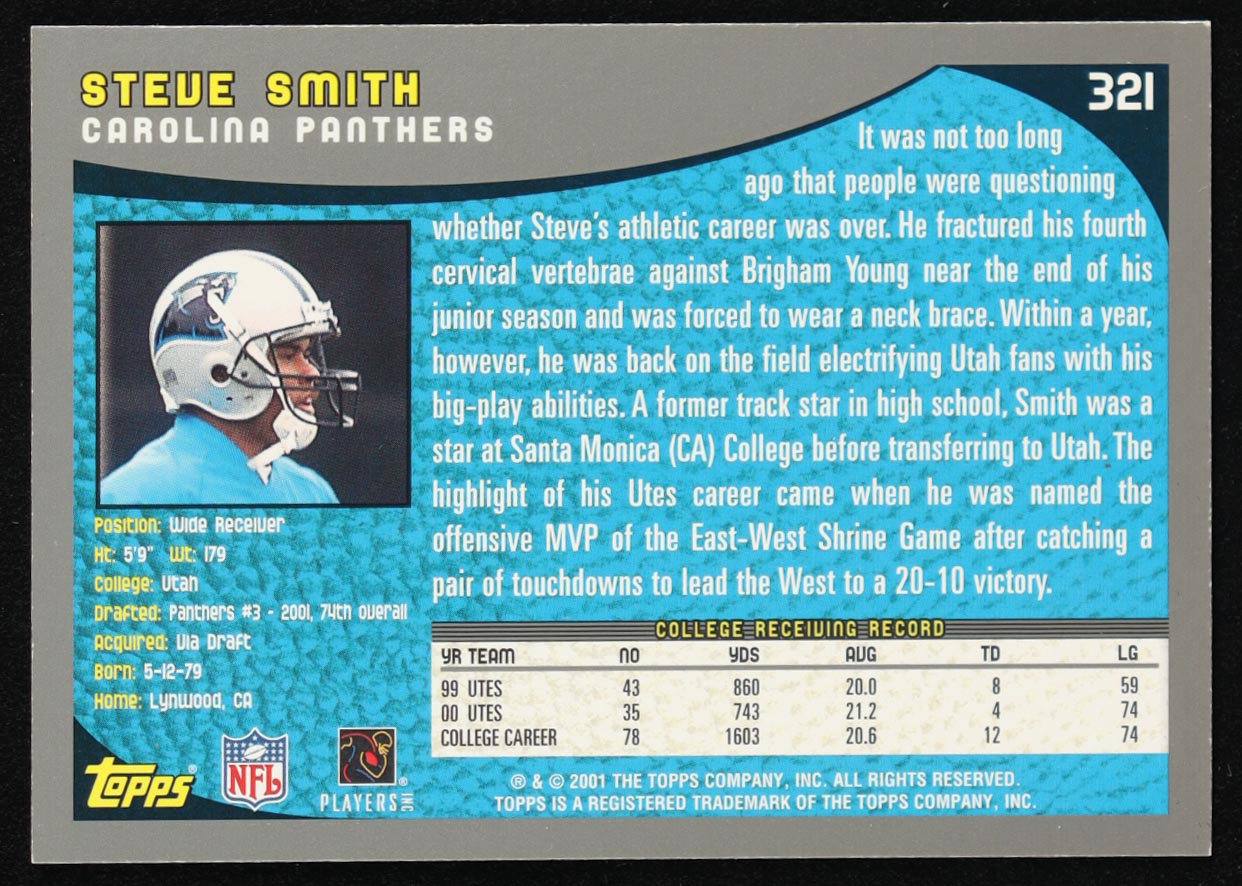 STEVE SMITH
CAROLINA PANTHERS
321
It was not too long
ago that people were questioning
whether Steve's athletic career was over. He fractured his fourth
cervical vertebrae against Brigham Young near the end of his
junior season and was forced to wear a neck brace. Within a year,
however, he was back on the field electrifying Utah fans with his
big-play abilities. A former track star in high school, Smith was a
star at Santa Monica (CA) College before transferring to Utah. The
highlight of his Utes career came when he was named the
offensive MVP of the East-West Shrine Game after catching a
pair of touchdowns to lead the West to a 20-10 victory.
Position: Wide Receiver
Ht: 5'9" Wt: 179
College: Utah
Drafted: Panthers #3 - 2001, 74th overall
Acquired: Via Draft
Born: 5-12-79
Home: Lynwood, CA
COLLEGE RECEIVING RECORD
YR TEAM NO YDS AVG TD LG
99 UTES 43 860 20.0 8 59
00 UTES 35 743 21.2 4 74
COLLEGE CAREER 78 1603 20.6 12 74
Topps®
NFL
PLAYERS INC ®
® & © 2001 THE TOPPS COMPANY, INC. ALL RIGHTS RESERVED.
TOPPS IS A REGISTERED TRADEMARK OF THE TOPPS COMPANY, INC.